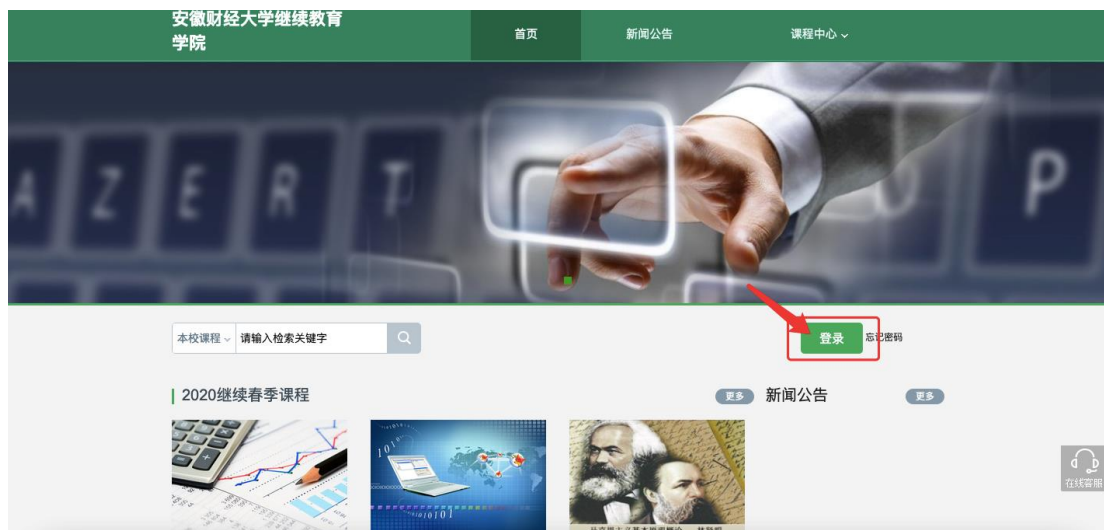 安徽财经大学继续教育
学院
首页
新闻公告
课程中心
A Z E R T O P
本校课程
请输入检索关键字
登录
忘记密码
2020继续春季课程
更多
新闻公告
更多
在线客服